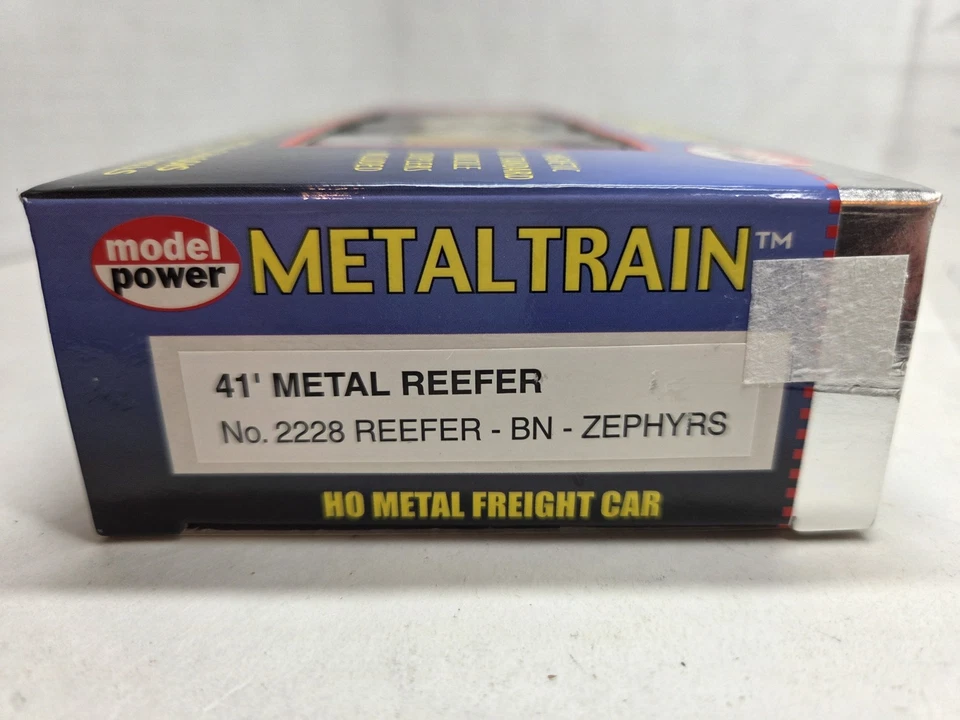 model
power
METALTRAIN™
41' METAL REEFER
No. 2228 REEFER - BN - ZEPHYRS
HO METAL FREIGHT CAR